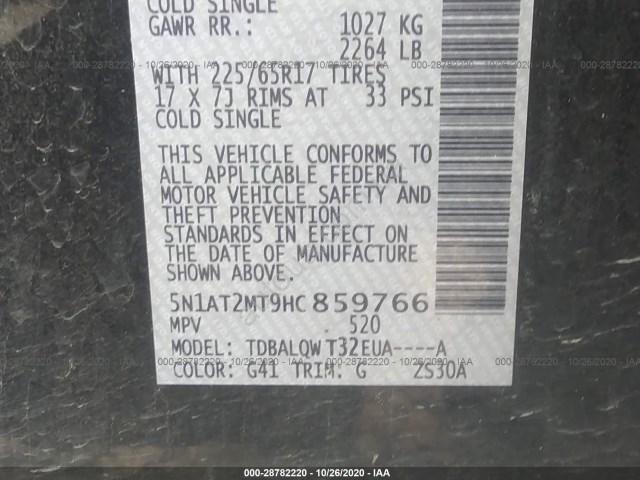 COLD SINGLE
GAWR RR.: 1027 KG
2264 LB
WITH 225/65R17 TIRES
17 X 7J RIMS AT 33 PSI
COLD SINGLE
THIS VEHICLE CONFORMS TO
ALL APPLICABLE FEDERAL
MOTOR VEHICLE SAFETY AND
THEFT PREVENTION
STANDARDS IN EFFECT ON
THE DATE OF MANUFACTURE
SHOWN ABOVE.
5N1AT2MT9HC859766
MPV 520
MODEL: TDBALQWT32EUA----A
COLOR: G41 TRIM: G ZS30A
000-28782220 - 10/26/2020 - IAA